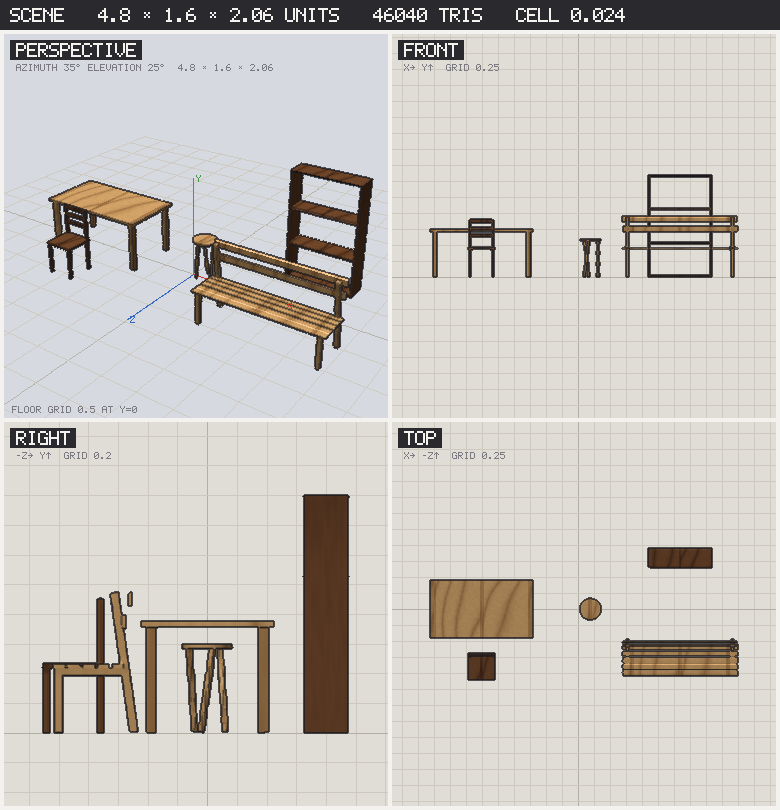 SCENE 4.8 × 1.6 × 2.06 UNITS 46040 TRIS CELL 0.024
PERSPECTIVE
AZIMUTH 35° ELEVATION 25° 4.8 × 1.6 × 2.06
Y
Z
X
FLOOR GRID 0.5 AT Y=0
FRONT
X→ Y↑ GRID 0.25
RIGHT
-Z→ Y↑ GRID 0.2
TOP
X→ -Z↑ GRID 0.25